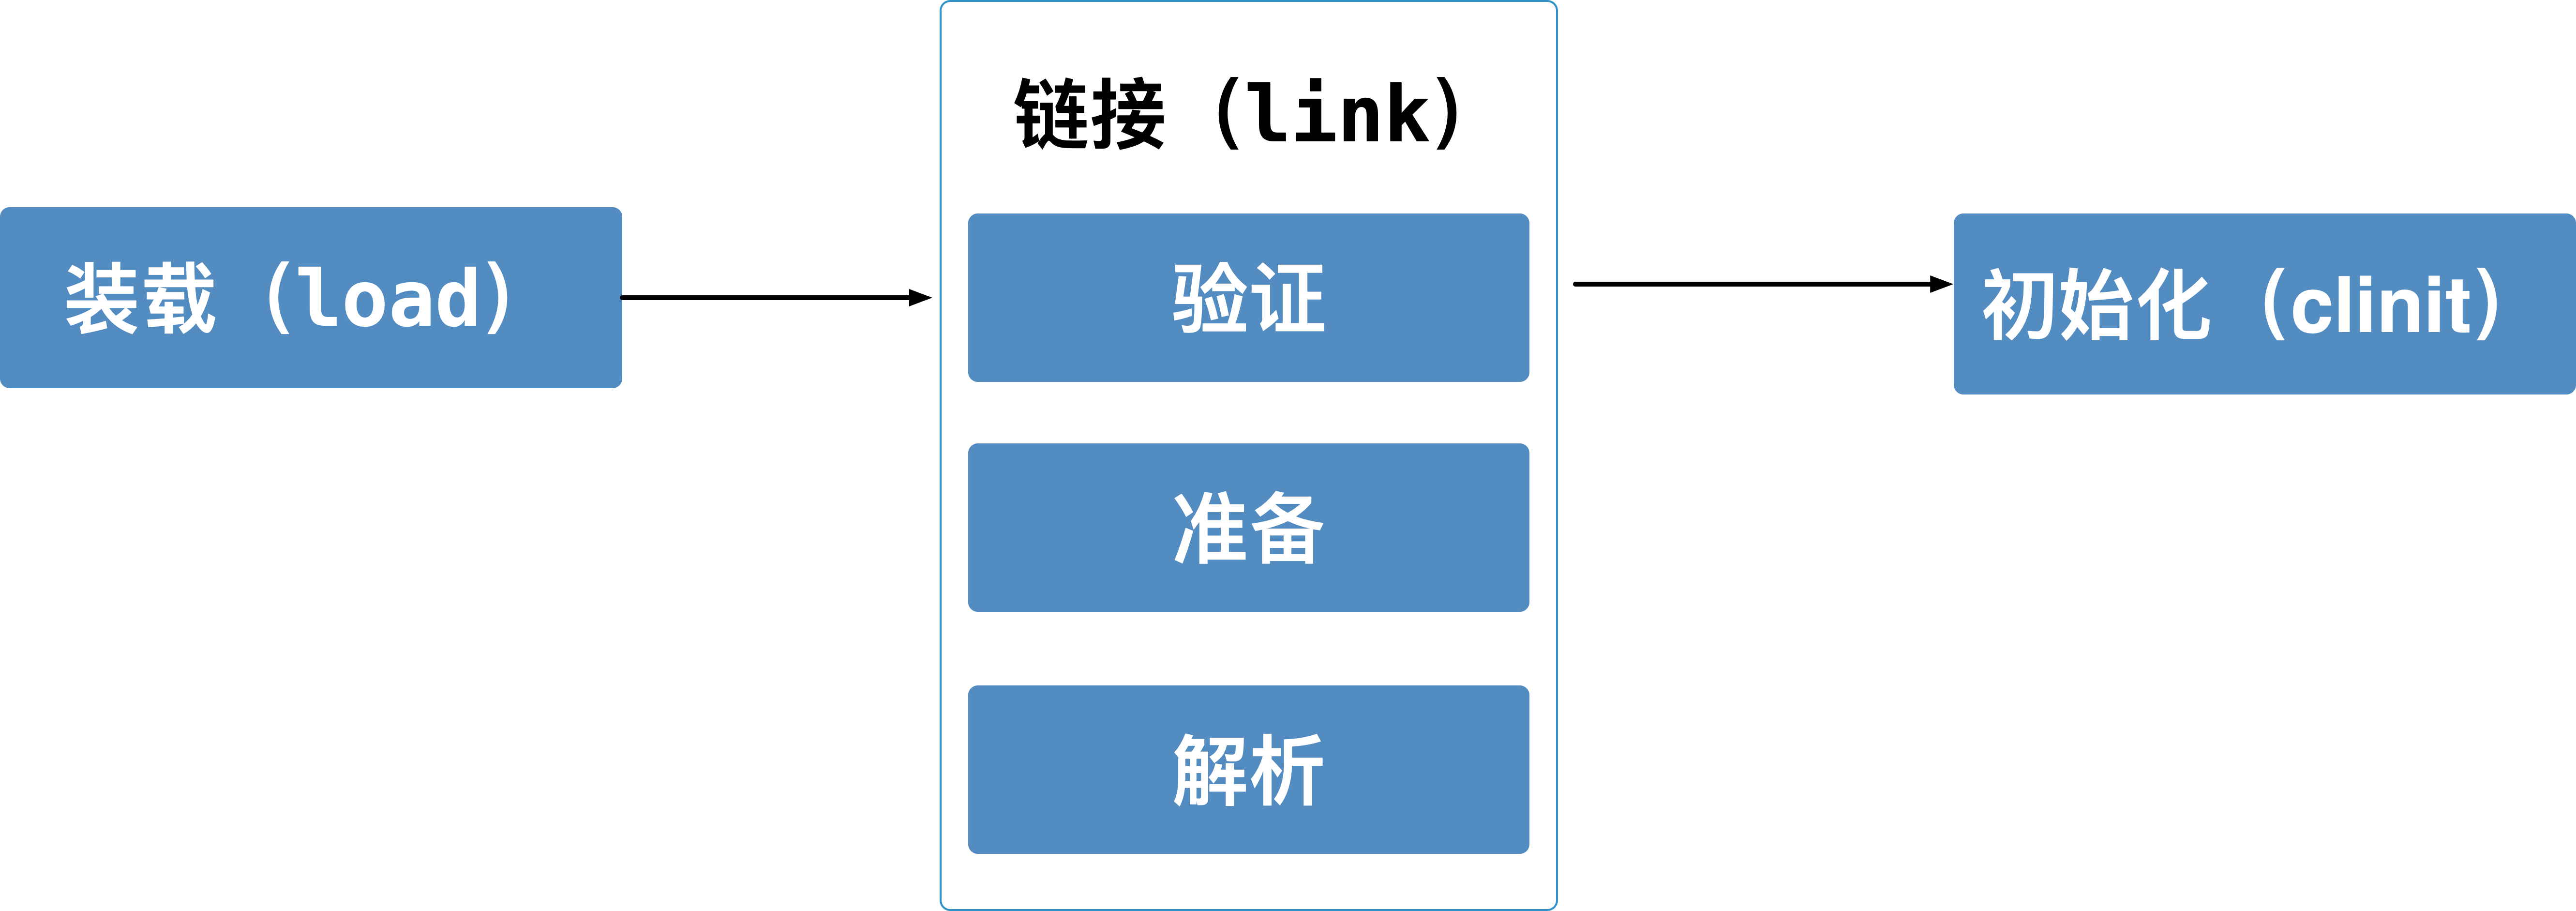 装载（load）
链接（link）
验证
准备
解析
初始化（clinit）